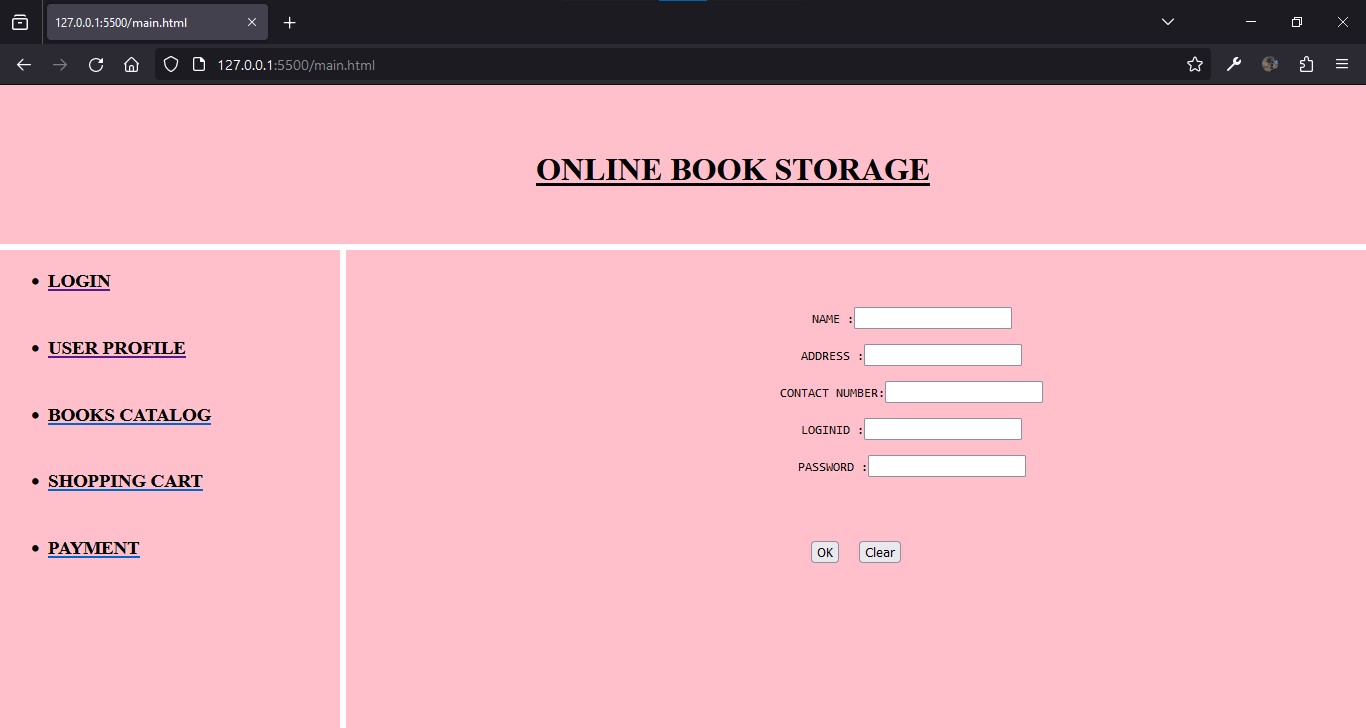 127.0.0.1:5500/main.html
127.0.0.1:5500/main.html
ONLINE BOOK STORAGE
• LOGIN
• USER PROFILE
• BOOKS CATALOG
• SHOPPING CART
• PAYMENT
NAME :
ADDRESS :
CONTACT NUMBER:
LOGINID :
PASSWORD :
OK Clear